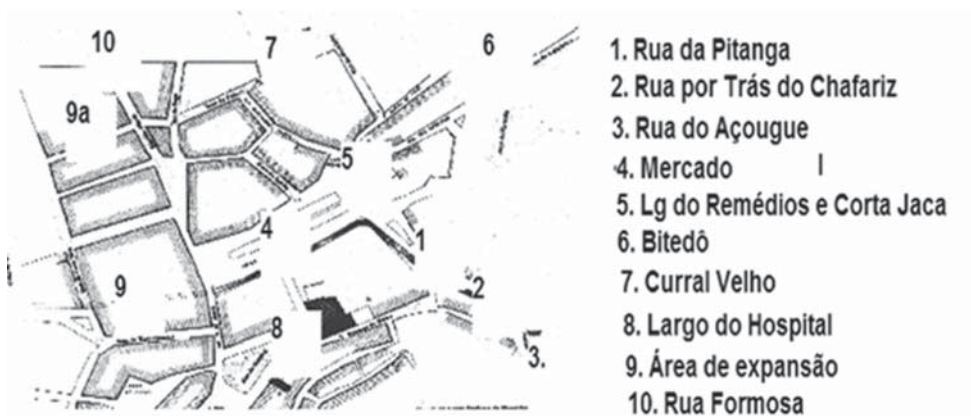 10
7
6
9a
5
4
1
9
2
8
3.
1. Rua da Pitanga
2. Rua por Trás do Chafariz
3. Rua do Açougue
4. Mercado
5. Lg do Remédios e Corta Jaca
6. Bitedô
7. Curral Velho
8. Largo do Hospital
9. Área de expansão
10. Rua Formosa